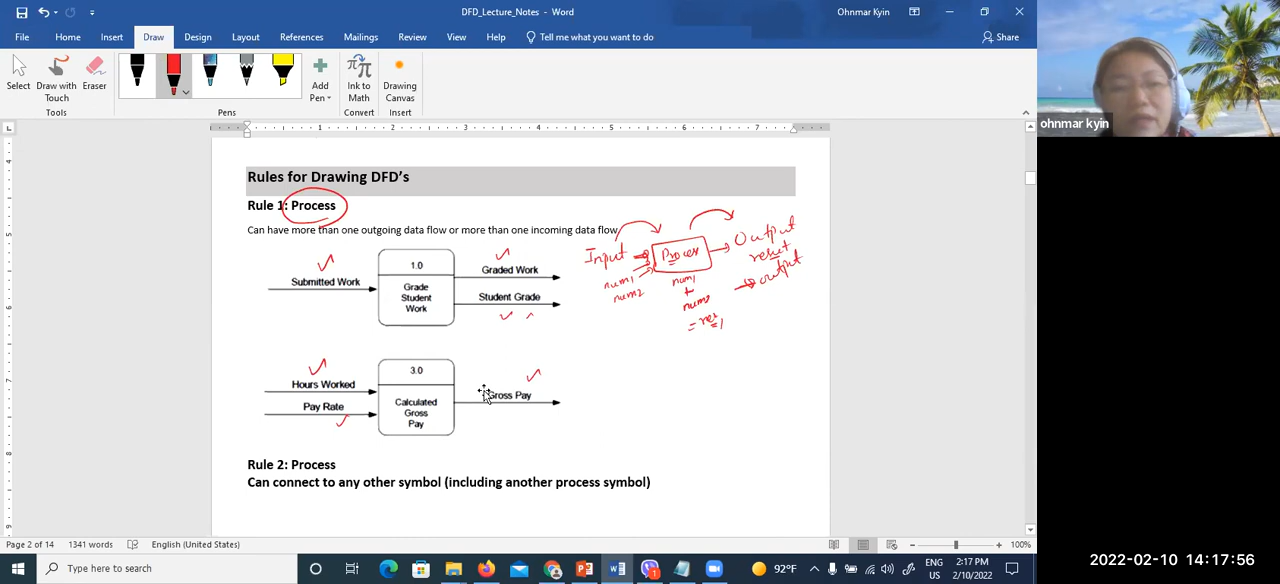 DFD_Lecture_Notes - Word
Ohnmar Kyin
File Home Insert Draw Design Layout References Mailings Review View Help Tell me what you want to do Share
Select Draw with Touch Eraser Add Pen Ink to Math Drawing Canvas
Tools Pens Convert Insert
ohnmar kyin
1 2 3 4 5 6 7
Rules for Drawing DFD's
Rule 1: Process
Can have more than one outgoing data flow or more than one incoming data flow
Input Process Output
result
output
num1
num2
num1
+
num2
= res
Submitted Work
1.0
Grade
Student
Work
Graded Work
Student Grade
Hours Worked
Pay Rate
3.0
Calculated
Gross
Pay
Gross Pay
Rule 2: Process
Can connect to any other symbol (including another process symbol)
Page 2 of 14 1341 words English (United States) 100%
Type here to search
92°F ENG US 2:17 PM 2/10/2022
2022-02-10 14:17:56